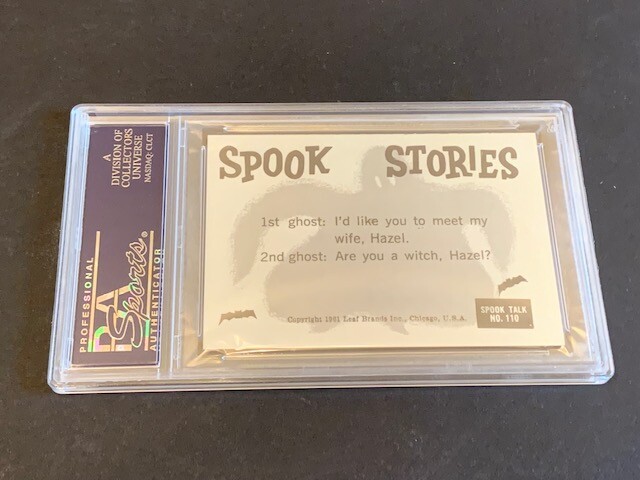 A
DIVISION OF
COLLECTORS
UNIVERSE
NASDAQ: CLCT
PROFESSIONAL
PSA
Sports®
AUTHENTICATOR
SPOOK STORIES
1st ghost: I'd like you to meet my
wife, Hazel.
2nd ghost: Are you a witch, Hazel?
Copyright 1961 Leaf Brands Inc., Chicago, U.S.A.
SPOOK TALK
NO. 110